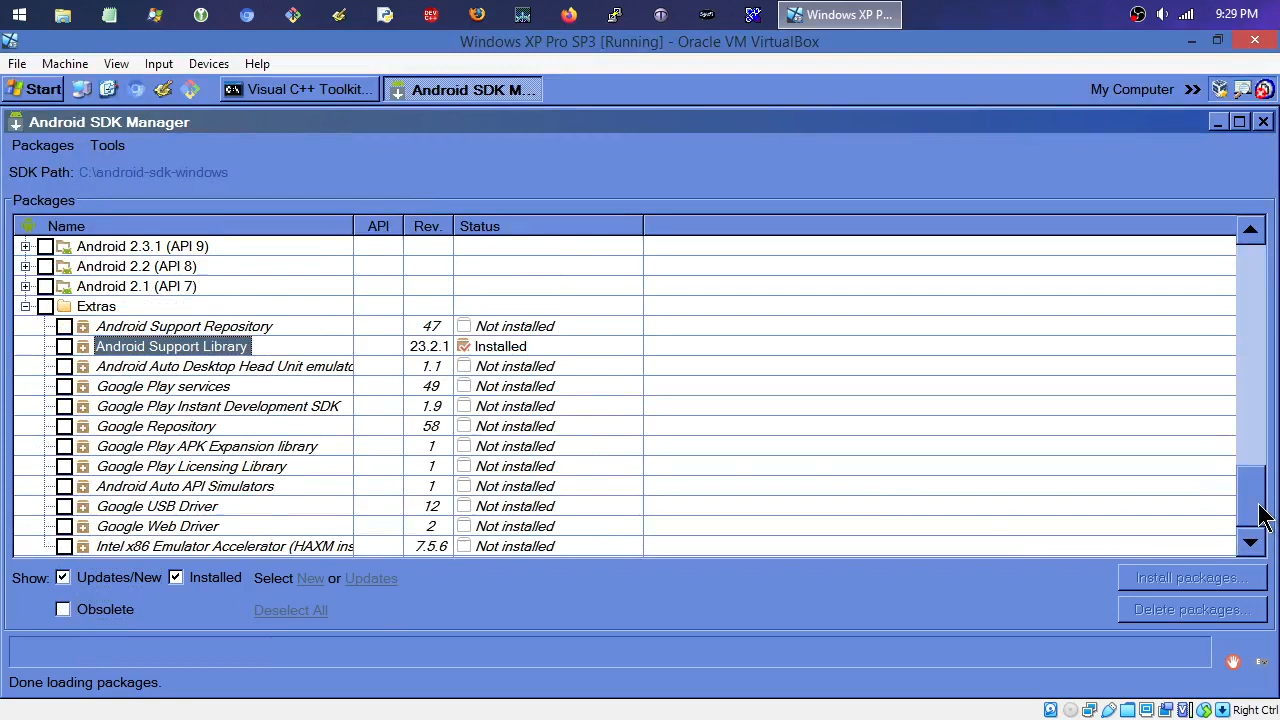 Windows XP P...
9:29 PM
Windows XP Pro SP3 [Running] - Oracle VM VirtualBox
File Machine View Input Devices Help
Start
Visual C++ Toolkit...
Android SDK M...
My Computer »
Android SDK Manager
Packages Tools
SDK Path: C:\android-sdk-windows
Packages
Name API Rev. Status
Android 2.3.1 (API 9)
Android 2.2 (API 8)
Android 2.1 (API 7)
Extras
Android Support Repository 47 Not installed
Android Support Library 23.2.1 Installed
Android Auto Desktop Head Unit emulato 1.1 Not installed
Google Play services 49 Not installed
Google Play Instant Development SDK 1.9 Not installed
Google Repository 58 Not installed
Google Play APK Expansion library 1 Not installed
Google Play Licensing Library 1 Not installed
Android Auto API Simulators 1 Not installed
Google USB Driver 12 Not installed
Google Web Driver 2 Not installed
Intel x86 Emulator Accelerator (HAXM ins 7.5.6 Not installed
Show: Updates/New Installed Select New or Updates
Install packages...
Obsolete Deselect All
Delete packages...
Done loading packages.
Right Ctrl